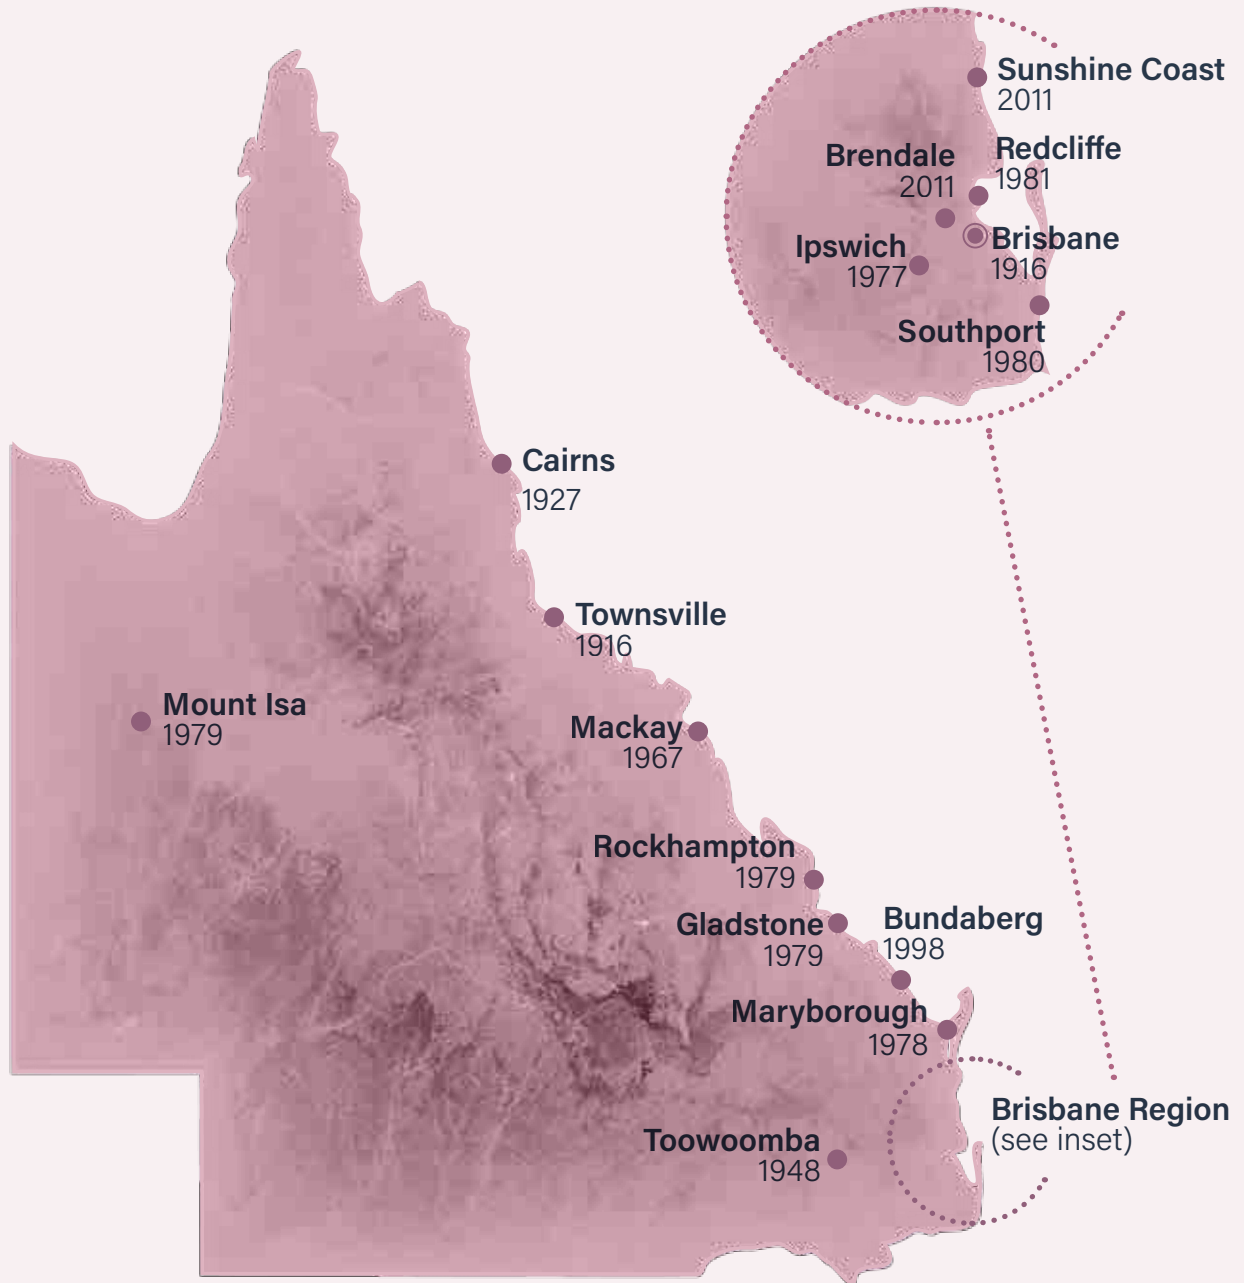 Sunshine Coast
2011
Redcliffe
1981
Brendale
2011
Brisbane
1916
Ipswich
1977
Southport
1980
Cairns
1927
Townsville
1916
Mount Isa
1979
Mackay
1967
Rockhampton
1979
Gladstone
1979
Bundaberg
1998
Maryborough
1978
Brisbane Region
(see inset)
Toowoomba
1948